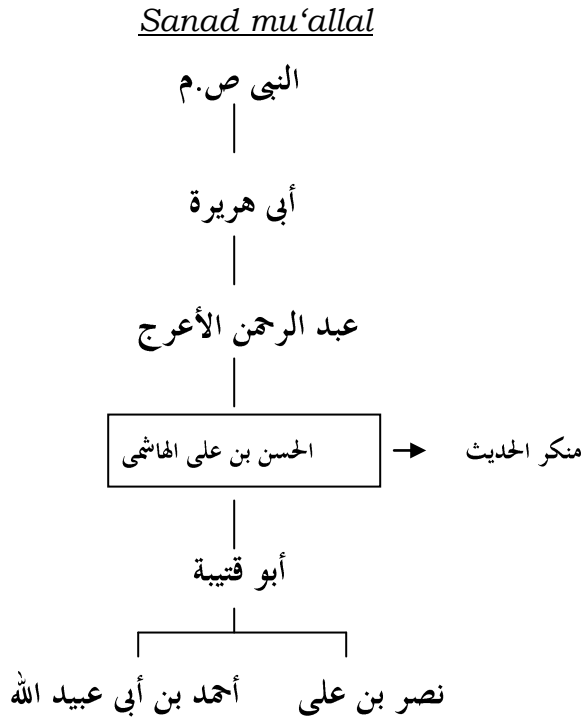 Sanad mu‘allal
النبى ص.م
أبى هريرة
عبد الرحمن الأعرج
الحسن بن على الهاشمى
منكر الحديث
أبو قتيبة
نصر بن على
أحمد بن أبى عبيد الله